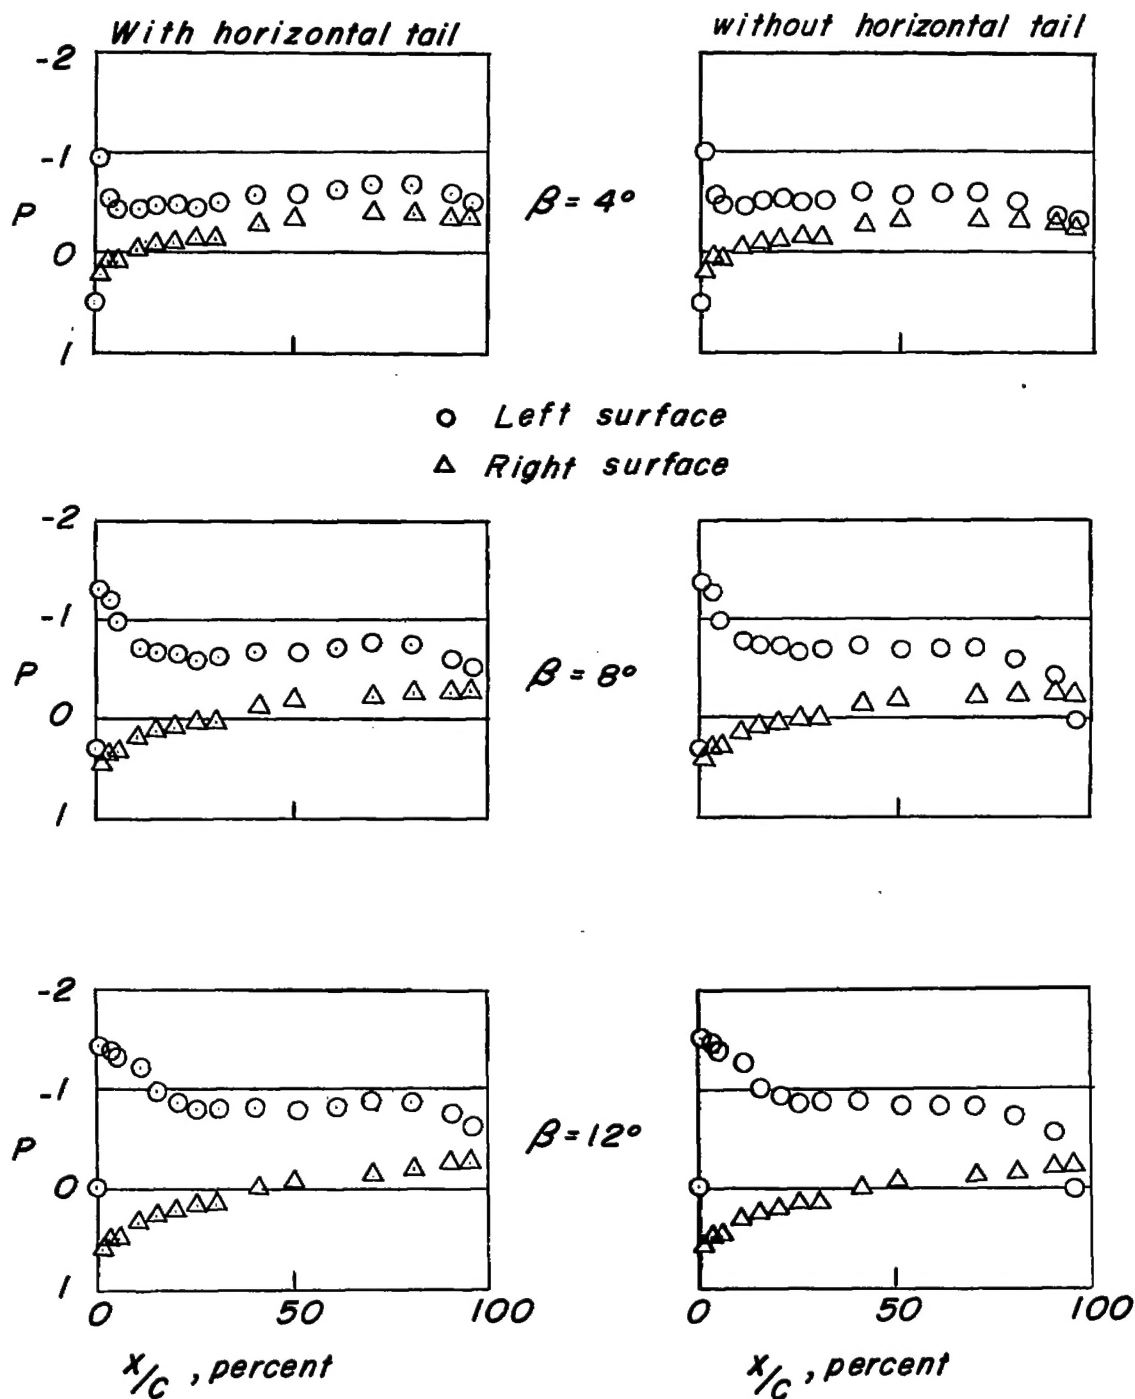 With horizontal tail
without horizontal tail
-2
-1
P
0
1
β = 4°
Left surface
Right surface
-2
-1
P
0
1
β = 8°
-2
-1
P
0
1
β = 12°
0 50 100
0 50 100
x/c , percent
x/c , percent